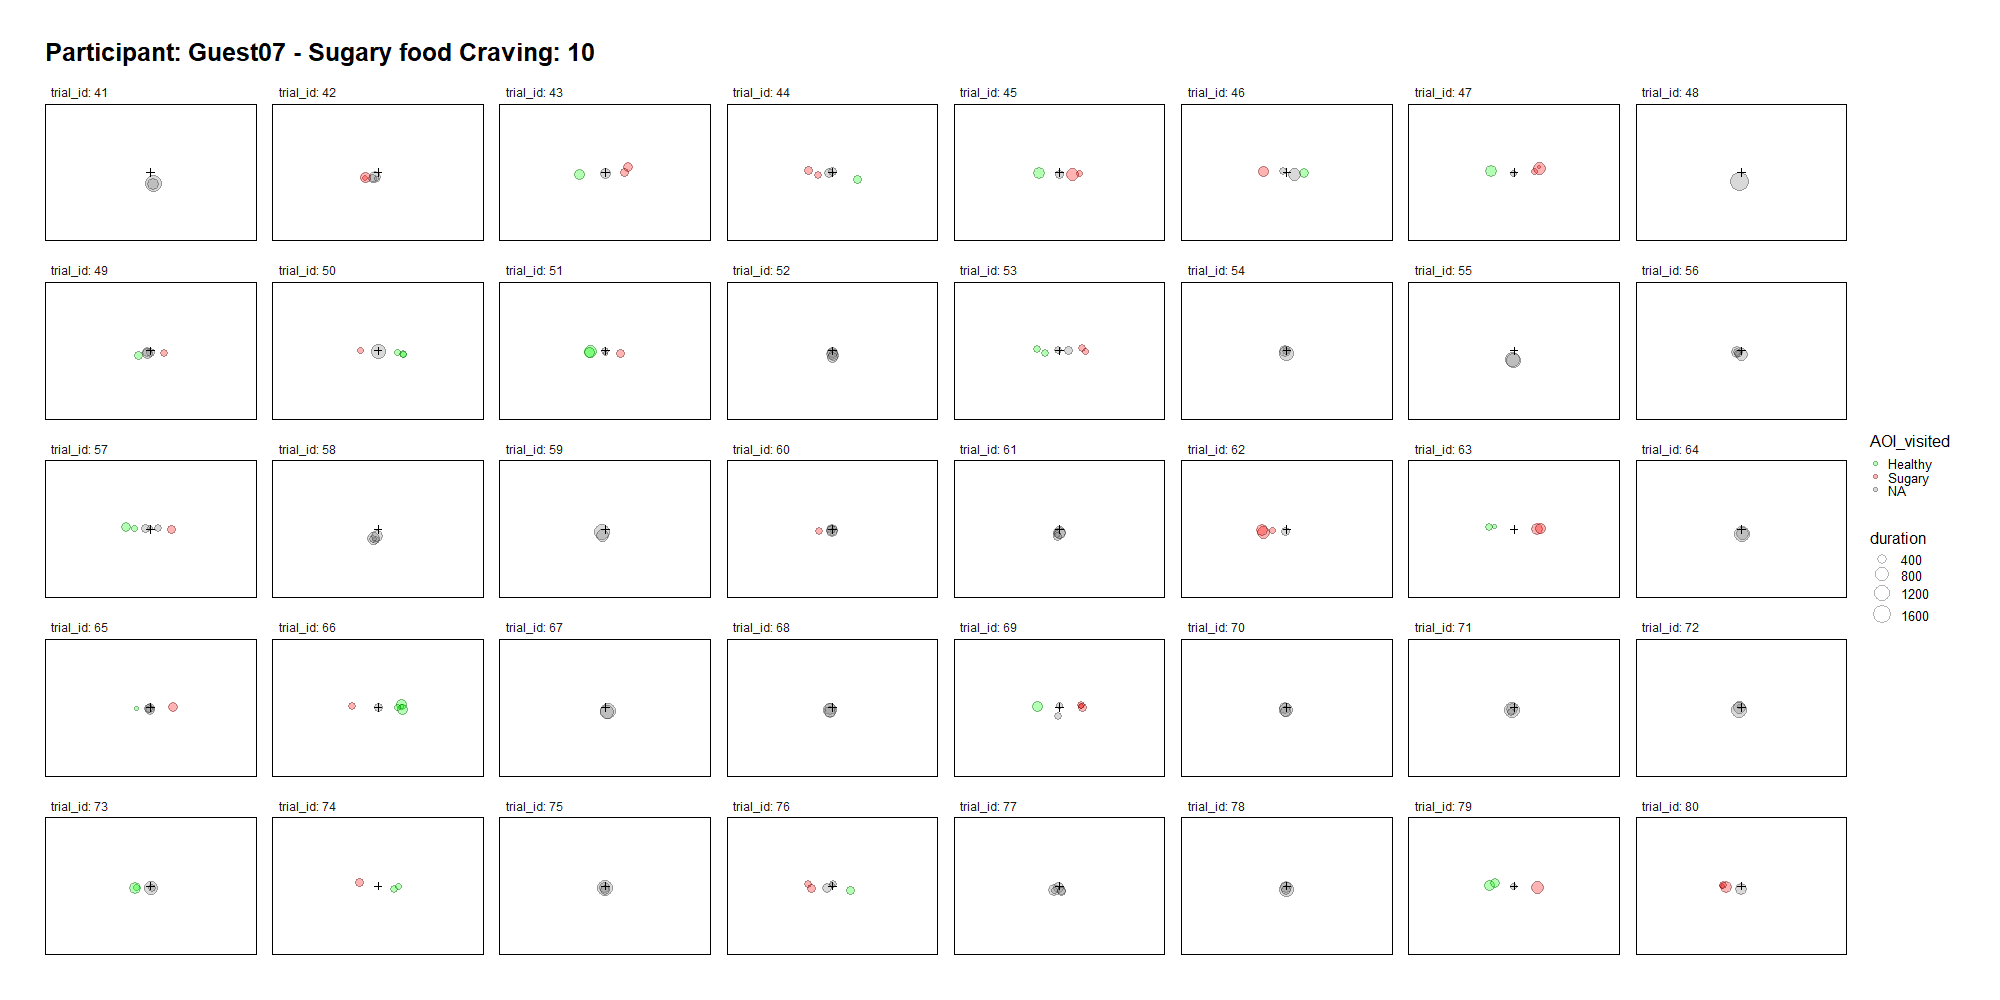 Participant: Guest07 - Sugary food Craving: 10
trial_id: 41 trial_id: 42 trial_id: 43 trial_id: 44 trial_id: 45 trial_id: 46 trial_id: 47 trial_id: 48
trial_id: 49 trial_id: 50 trial_id: 51 trial_id: 52 trial_id: 53 trial_id: 54 trial_id: 55 trial_id: 56
trial_id: 57 trial_id: 58 trial_id: 59 trial_id: 60 trial_id: 61 trial_id: 62 trial_id: 63 trial_id: 64
trial_id: 65 trial_id: 66 trial_id: 67 trial_id: 68 trial_id: 69 trial_id: 70 trial_id: 71 trial_id: 72
trial_id: 73 trial_id: 74 trial_id: 75 trial_id: 76 trial_id: 77 trial_id: 78 trial_id: 79 trial_id: 80
AOI_visited
Healthy
Sugary
NA
duration
400
800
1200
1600